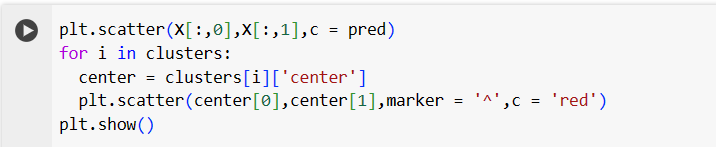 plt.scatter(X[:,0],X[:,1],c = pred)
for i in clusters:
  center = clusters[i]['center']
  plt.scatter(center[0],center[1],marker = '^',c = 'red')
plt.show()